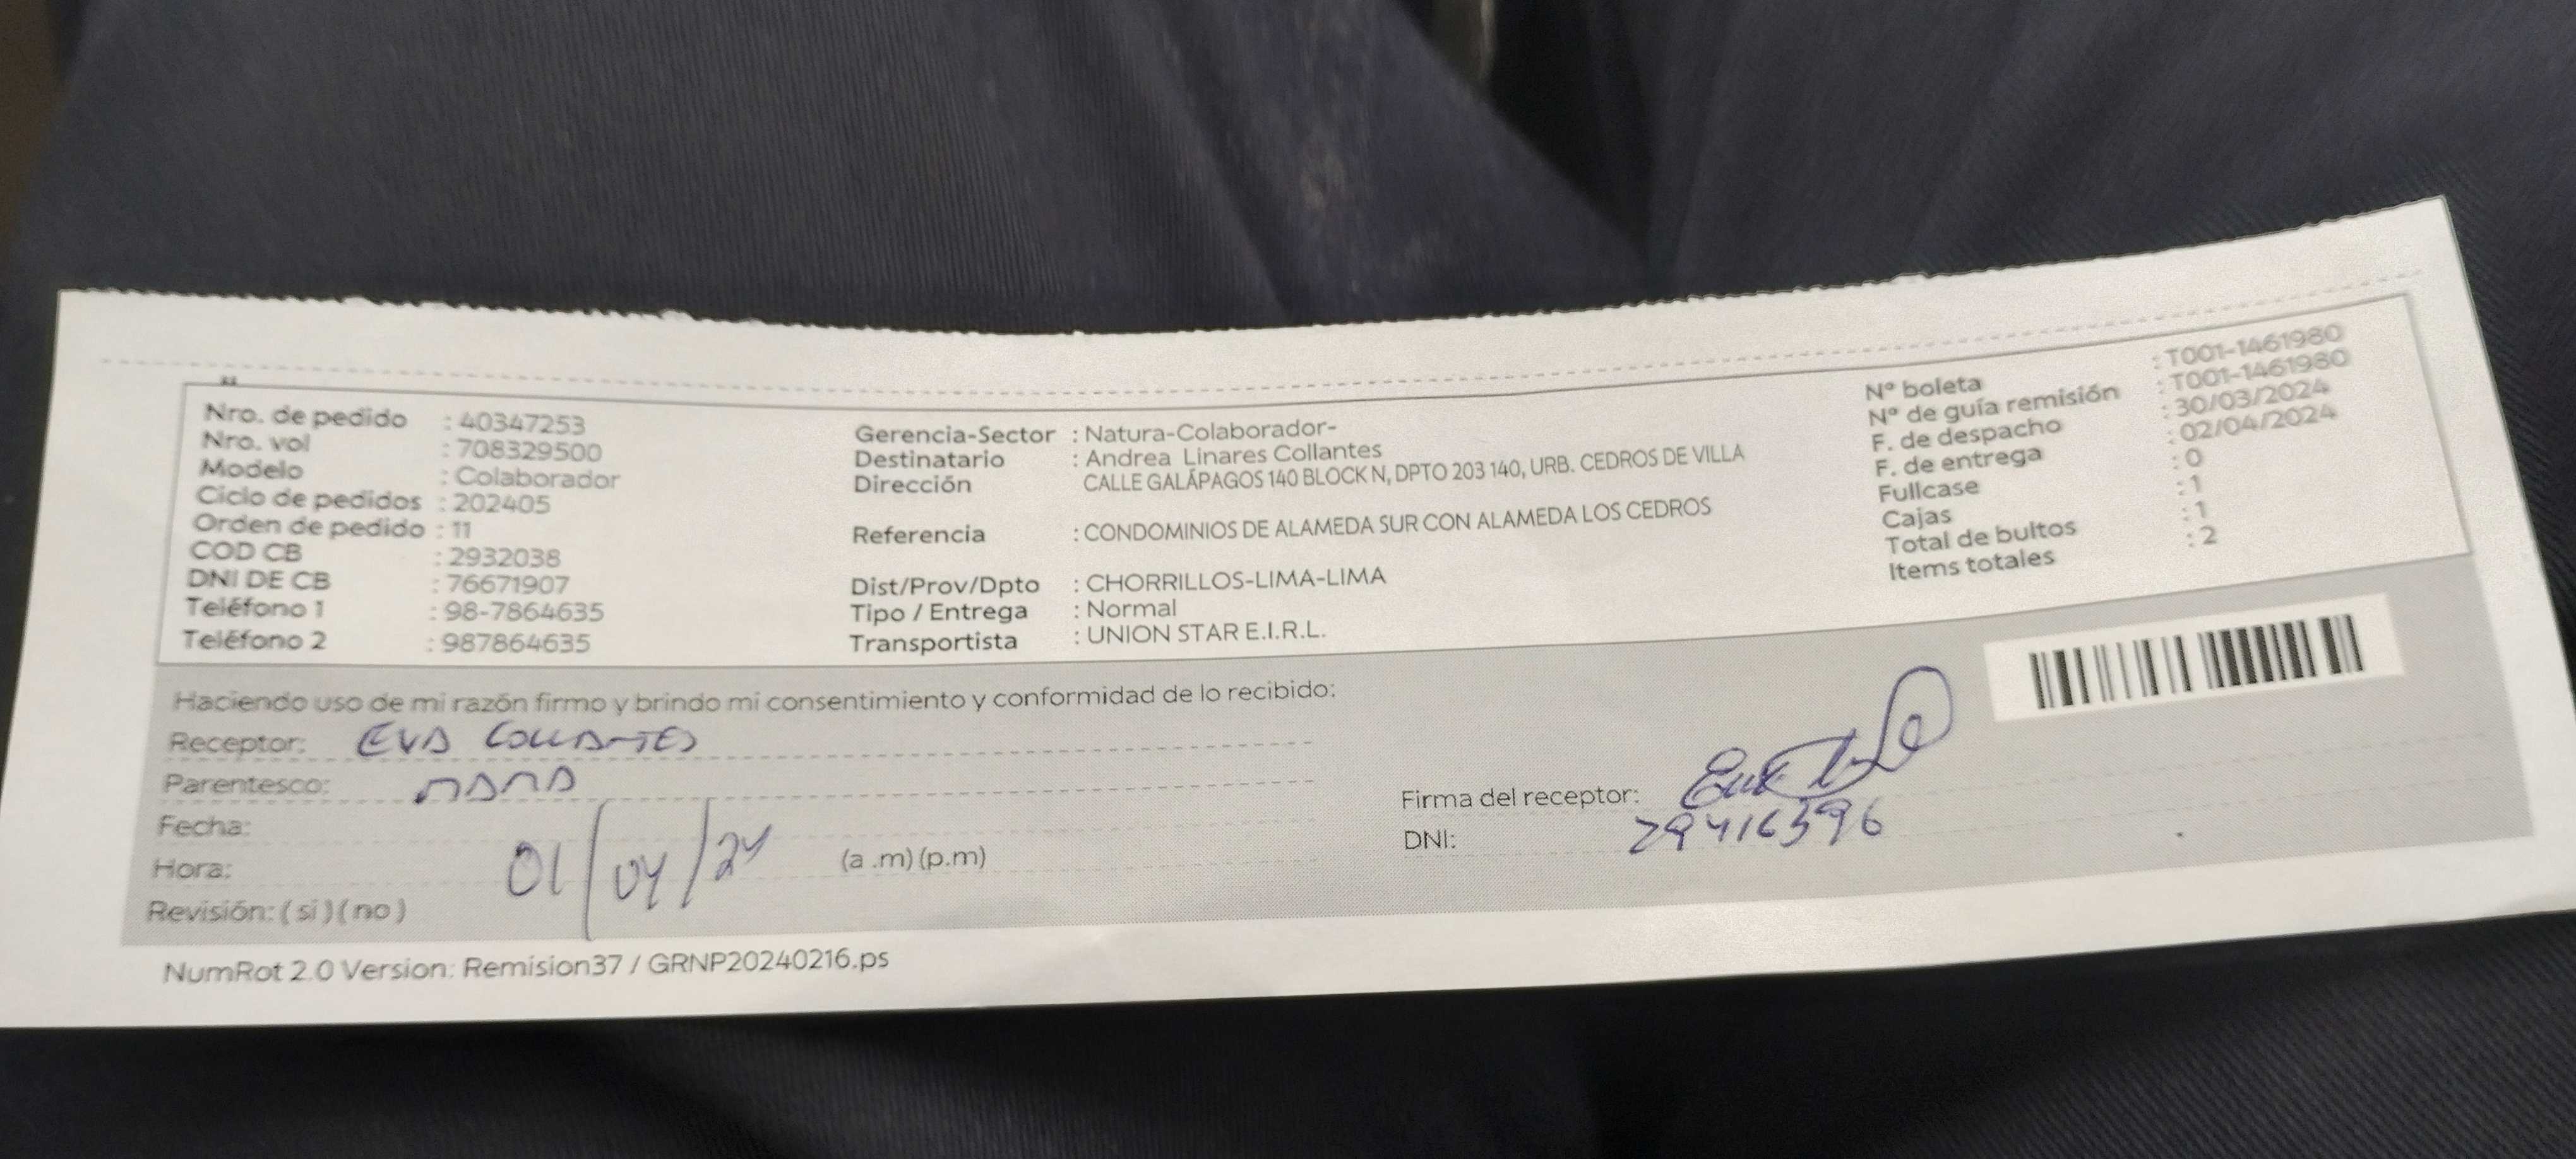 Nro. de pedido : 40347253
Nro. vol : 708329500
Modelo : Colaborador
Ciclo de pedidos : 202405
Orden de pedido : 11
COD CB : 2932038
DNI DE CB : 76671907
Teléfono 1 : 98-7864635
Teléfono 2 : 987864635
Gerencia-Sector : Natura-Colaborador-
Destinatario : Andrea Linares Collantes
Dirección CALLE GALÁPAGOS 140 BLOCK N, DPTO 203 140, URB. CEDROS DE VILLA
Referencia : CONDOMINIOS DE ALAMEDA SUR CON ALAMEDA LOS CEDROS
Dist/Prov/Dpto : CHORRILLOS-LIMA-LIMA
Tipo / Entrega : Normal
Transportista : UNION STAR E.I.R.L.
N° boleta : T001-1461980
N° de guía remisión : T001-1461980
F. de despacho : 30/03/2024
F. de entrega : 02/04/2024
Fullcase : 0
Cajas : 1
Total de bultos : 1
Items totales : 2
Haciendo uso de mi razón firmo y brindo mi consentimiento y conformidad de lo recibido:
Receptor: EVA COLLANTES
Parentesco: MAMA
Fecha: 01/04/24
Hora: (a .m) (p.m)
Revisión: ( si ) ( no )
Firma del receptor:
DNI: 29416396
NumRot 2.0 Version: Remision37 / GRNP20240216.ps